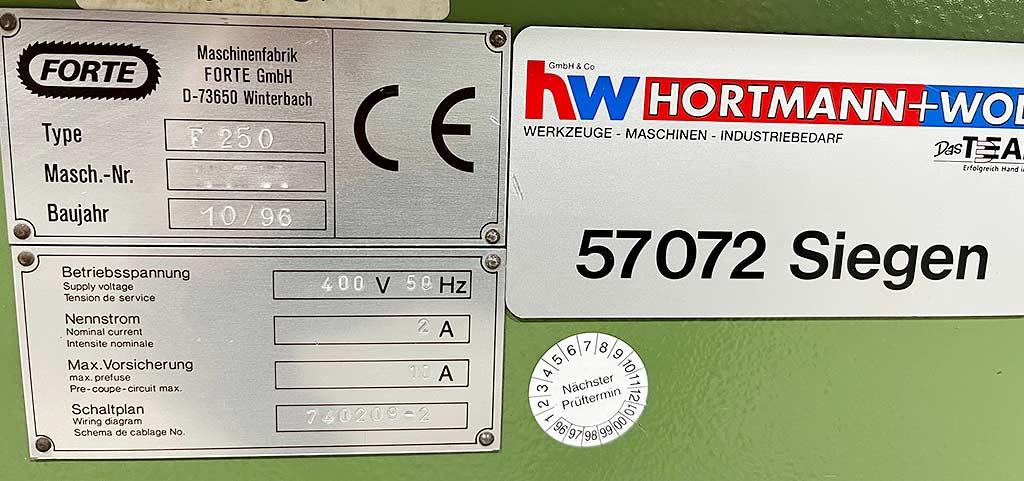 FORTE
Maschinenfabrik
FORTE GmbH
D-73650 Winterbach
Type F 250
Masch.-Nr.
Baujahr 10/96
CE
Betriebsspannung 400 V 50 Hz
Supply voltage
Tension de service
Nennstrom 2 A
Nominal current
Intensite nominale
Max.Vorsicherung 10 A
max. prefuse
Pre-coupe-circuit max.
Schaltplan 740209-2
Wiring diagram
Schema de cablage No.
GmbH & Co
hw HORTMANN+WOL
WERKZEUGE - MASCHINEN - INDUSTRIEBEDARF
Das TEA
Erfolgreich Hand in
57072 Siegen
1 2 3 4 5 6 7 8 9 10 11 12
Nächster
Prüftermin
96 97 98 99 00 01